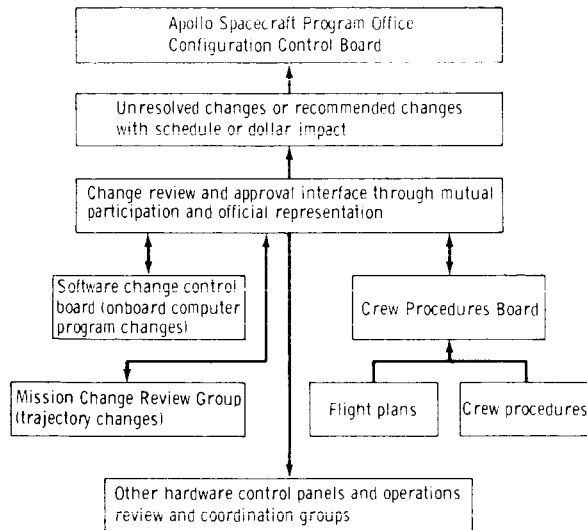 Apollo Spacecraft Program Office
Configuration Control Board
Unresolved changes or recommended changes
with schedule or dollar impact
Change review and approval interface through mutual
participation and official representation
Software change control
board (onboard computer
program changes)
Crew Procedures Board
Mission Change Review Group
(trajectory changes)
Flight plans
Crew procedures
Other hardware control panels and operations
review and coordination groups